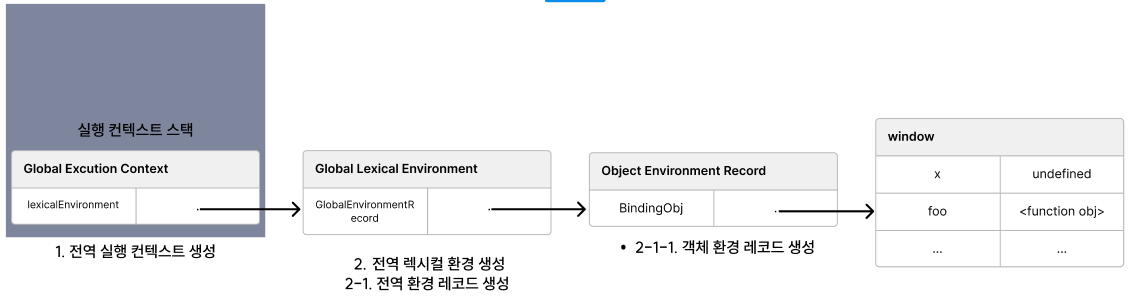 실행 컨텍스트 스택
Global Excution Context
lexicalEnvironment
1. 전역 실행 컨텍스트 생성
Global Lexical Environment
GlobalEnvironmentR
ecord
2. 전역 렉시컬 환경 생성
2-1. 전역 환경 레코드 생성
Object Environment Record
BindingObj
• 2-1-1. 객체 환경 레코드 생성
window
x undefined
foo <function obj>
... ...